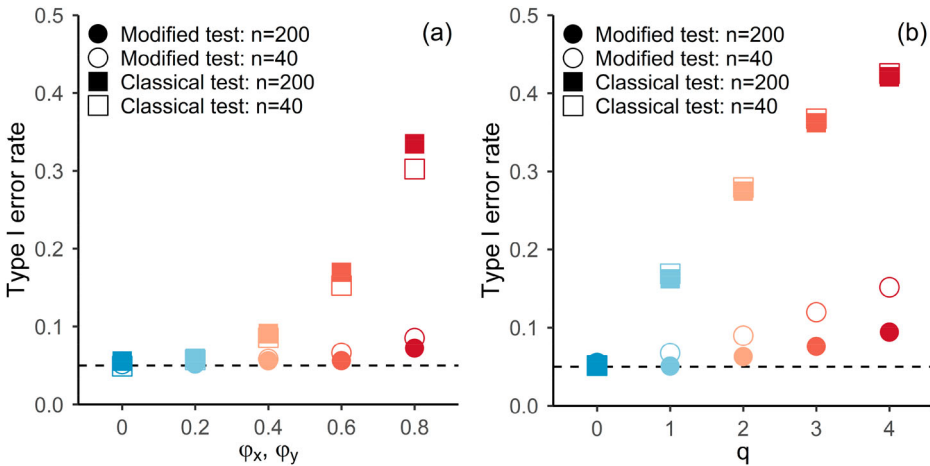 (a)
Modified test: n=200
Modified test: n=40
Classical test: n=200
Classical test: n=40
Type I error rate
0.5
0.4
0.3
0.2
0.1
0.0
0 0.2 0.4 0.6 0.8
φx, φy
(b)
Modified test: n=200
Modified test: n=40
Classical test: n=200
Classical test: n=40
Type I error rate
0.5
0.4
0.3
0.2
0.1
0.0
0 1 2 3 4
q